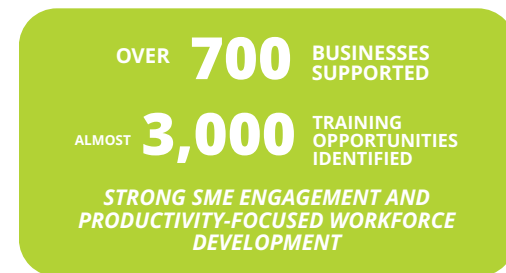 OVER 700 BUSINESSES
SUPPORTED
ALMOST 3,000 TRAINING
OPPORTUNITIES
IDENTIFIED
STRONG SME ENGAGEMENT AND
PRODUCTIVITY-FOCUSED WORKFORCE
DEVELOPMENT